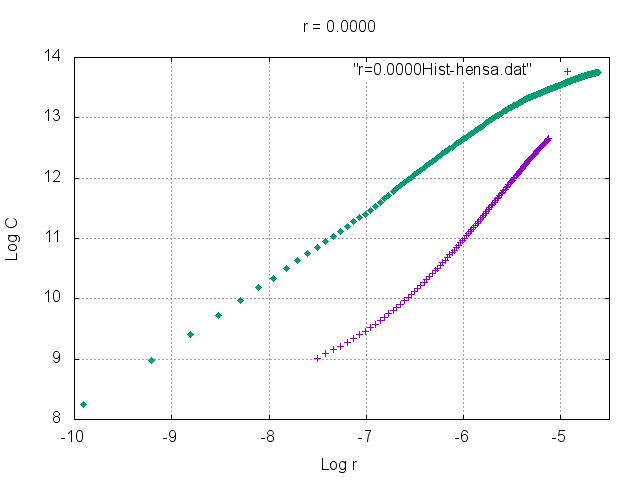 r = 0.0000
14
"r=0.0000Hist-hensa.dat"
13
12
11
Log C
10
9
8
-10 -9 -8 -7 -6 -5
Log r